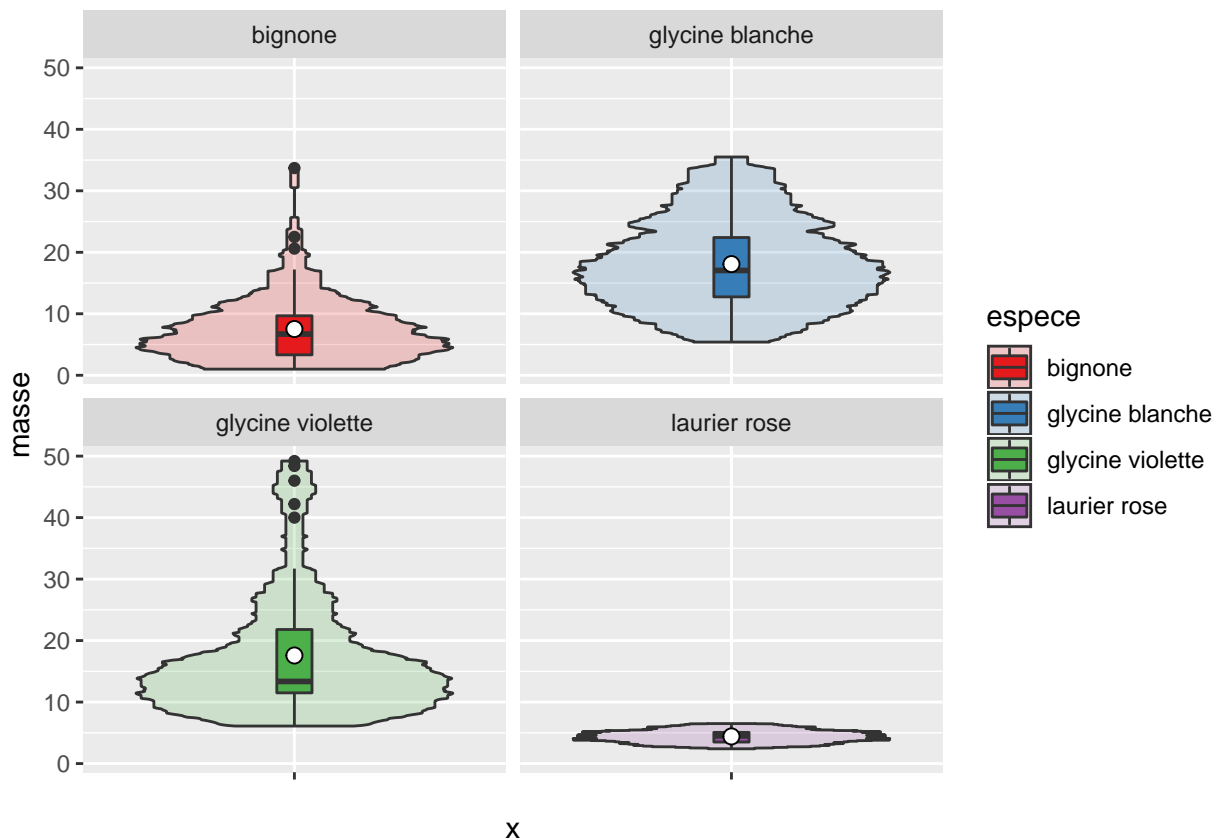 bignone
glycine blanche
50
40
30
20
10
0
masse
glycine violette
laurier rose
50
40
30
20
10
0
x
espece
bignone
glycine blanche
glycine violette
laurier rose